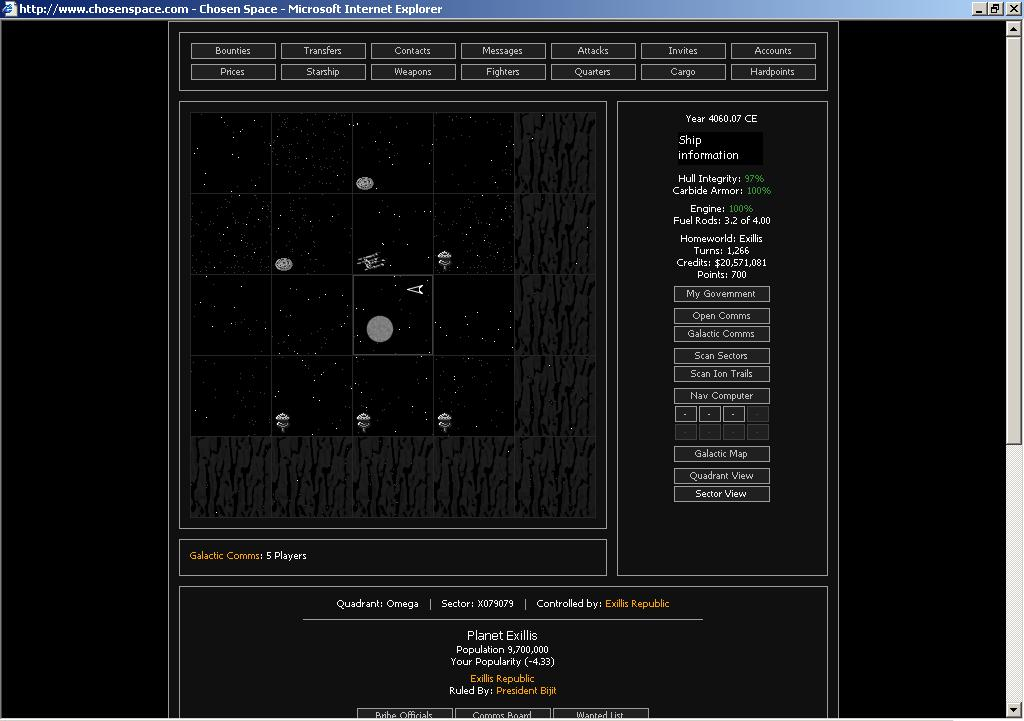 http://www.chosenspace.com - Chosen Space - Microsoft Internet Explorer
Bounties Transfers Contacts Messages Attacks Invites Accounts
Prices Starship Weapons Fighters Quarters Cargo Hardpoints
Year 4060.07 CE
Ship
information
Hull Integrity: 97%
Carbide Armor: 100%
Engine: 100%
Fuel Rods: 3.2 of 4.00
Homeworld: Exillis
Turns: 1,266
Credits: $20,571,081
Points: 700
My Government
Open Comms
Galactic Comms
Scan Sectors
Scan Ion Trails
Nav Computer
- - - -
- - - -
Galactic Map
Quadrant View
Sector View
Galactic Comms: 5 Players
Quadrant: Omega | Sector: X079079 | Controlled by: Exillis Republic
Planet Exillis
Population 9,700,000
Your Popularity (-4.33)
Exillis Republic
Ruled By: President Bijit
Bribe Officials Comms Board Wanted List